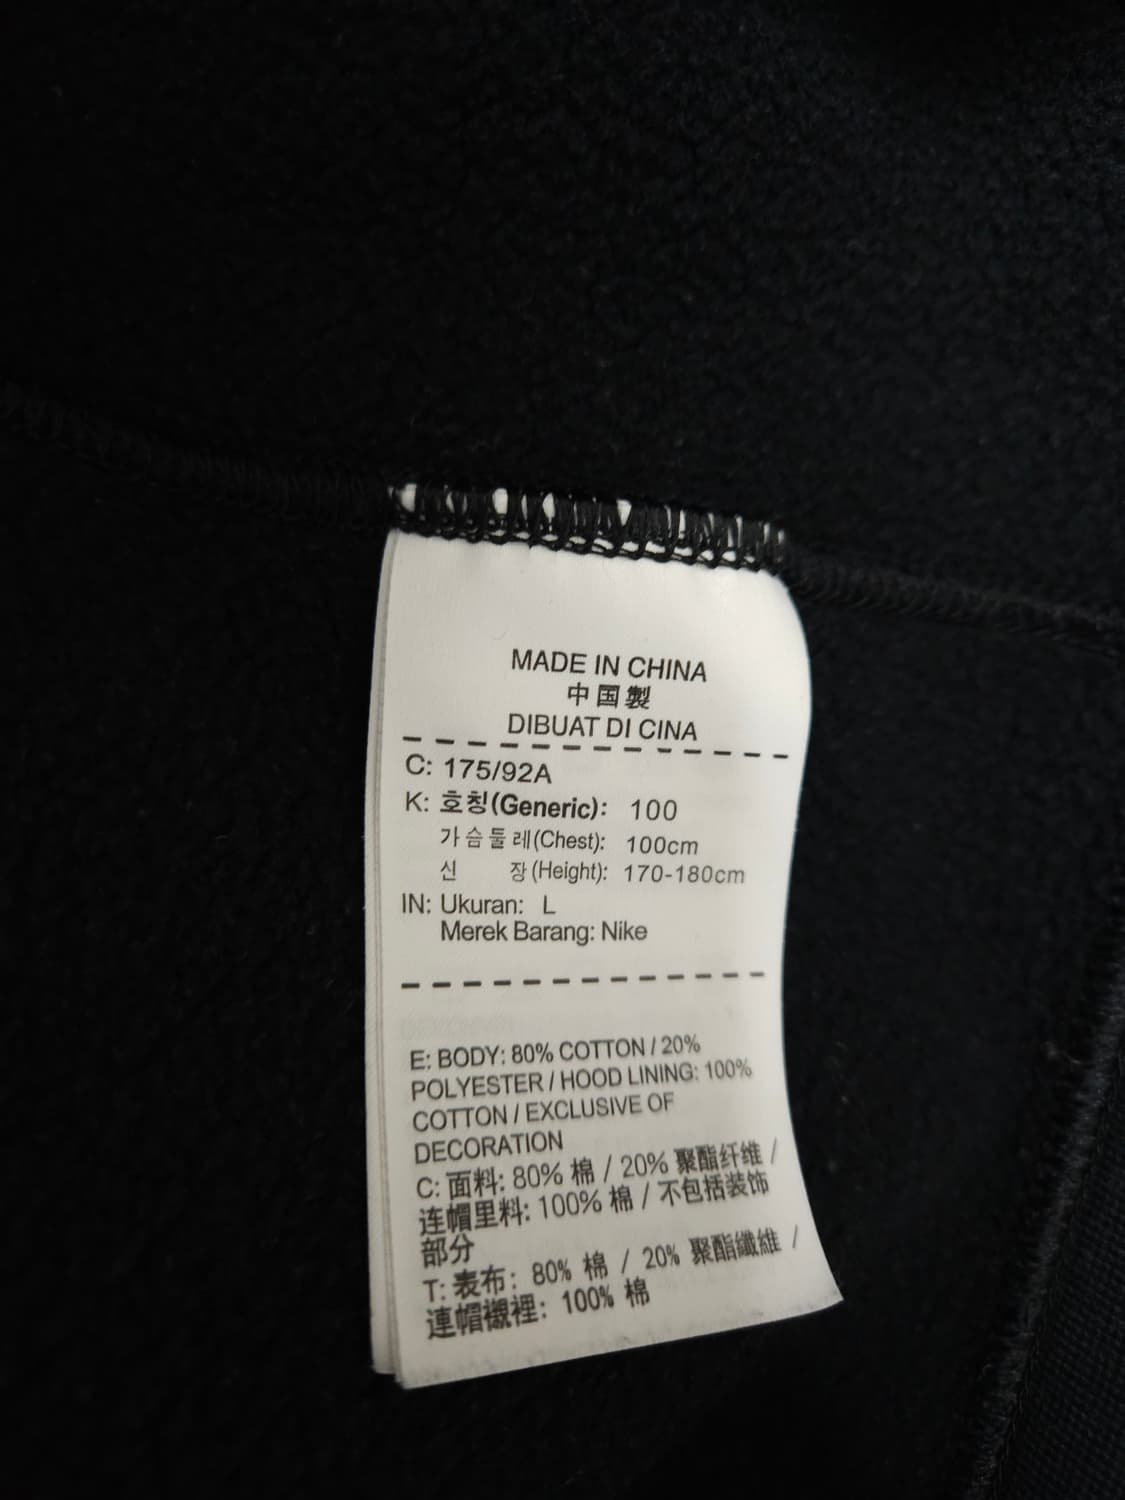 MADE IN CHINA
中国製
DIBUAT DI CINA
C: 175/92A
K: 호칭(Generic): 100
가슴둘레(Chest): 100cm
신 장(Height): 170-180cm
IN: Ukuran: L
Merek Barang: Nike
E: BODY: 80% COTTON / 20%
POLYESTER / HOOD LINING: 100%
COTTON / EXCLUSIVE OF
DECORATION
C: 面料: 80% 棉 / 20% 聚酯纤维 /
连帽里料: 100% 棉 / 不包括装饰
部分
T: 表布: 80% 棉 / 20% 聚酯纖維 /
連帽襯裡: 100% 棉